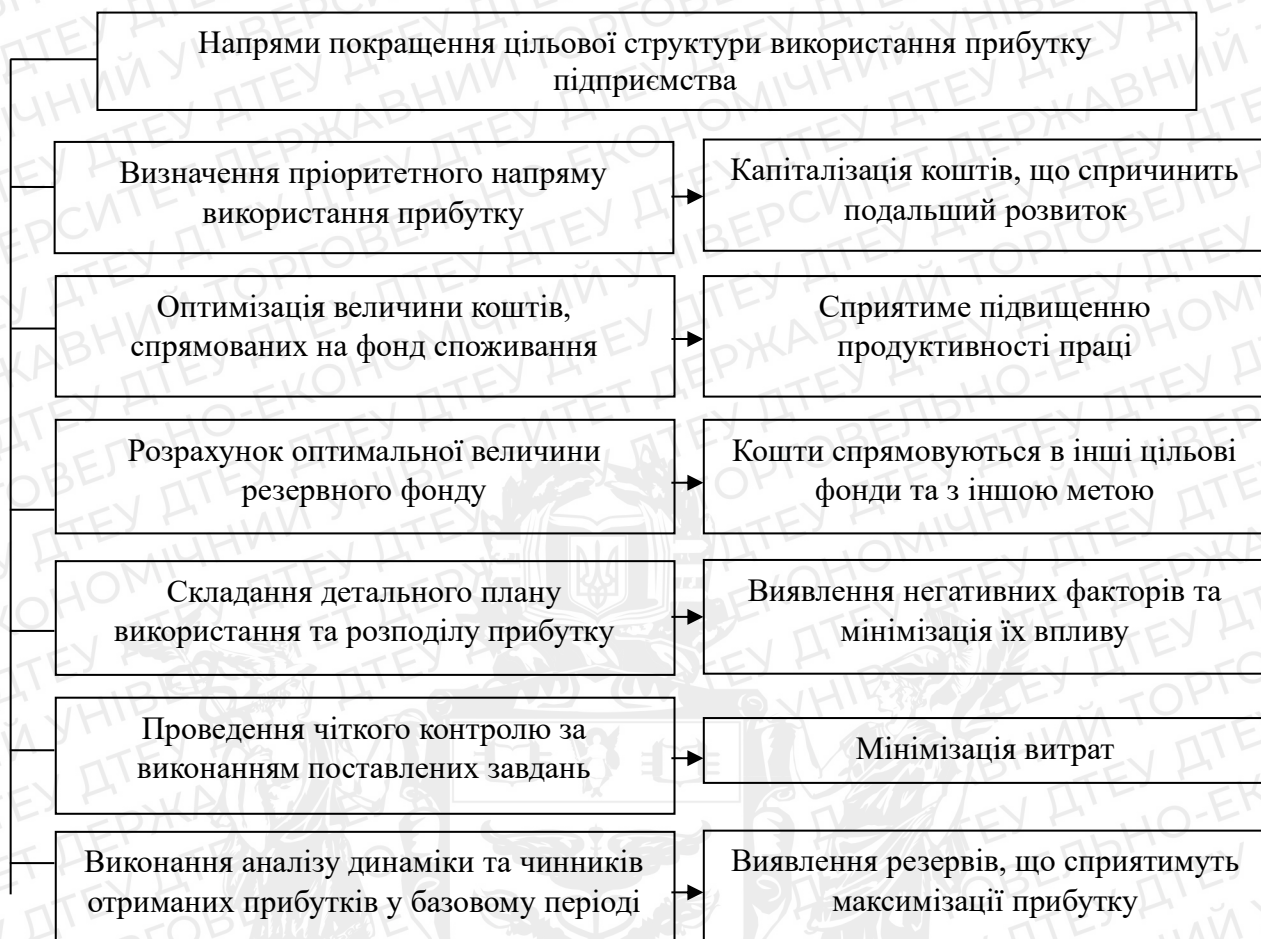 Напрями покращення цільової структури використання прибутку
підприємства
Визначення пріоритетного напряму
використання прибутку
Капіталізація коштів, що спричинить
подальший розвиток
Оптимізація величини коштів,
спрямованих на фонд споживання
Сприятиме підвищенню
продуктивності праці
Розрахунок оптимальної величини
резервного фонду
Кошти спрямовуються в інші цільові
фонди та з іншою метою
Складання детального плану
використання та розподілу прибутку
Виявлення негативних факторів та
мінімізація їх впливу
Проведення чіткого контролю за
виконанням поставлених завдань
Мінімізація витрат
Виконання аналізу динаміки та чинників
отриманих прибутків у базовому періоді
Виявлення резервів, що сприятимуть
максимізації прибутку